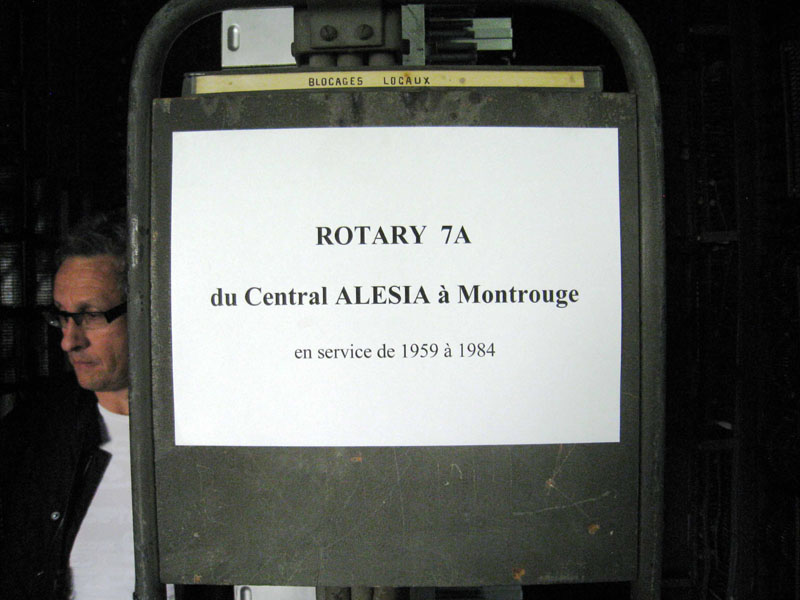 BLOCAGES LOCAUX
ROTARY 7A
du Central ALESIA à Montrouge
en service de 1959 à 1984